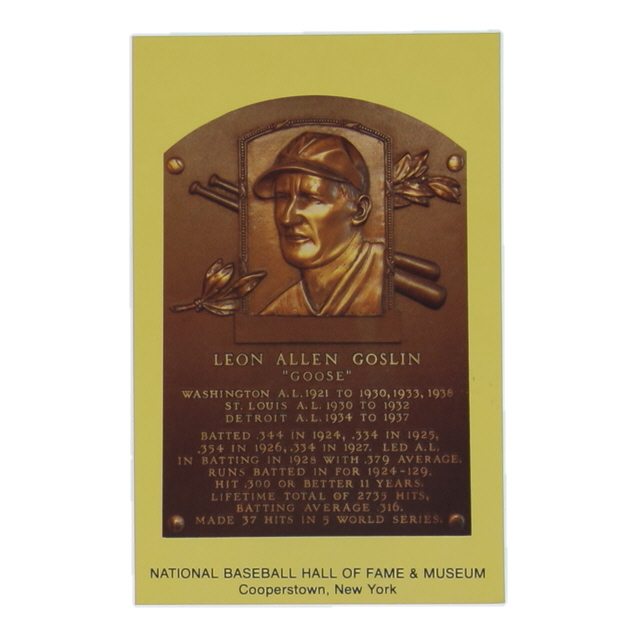 LEON ALLEN GOSLIN
"GOOSE"
WASHINGTON A.L. 1921 TO 1930, 1933, 1938
ST. LOUIS A.L. 1930 TO 1932
DETROIT A.L. 1934 TO 1937
BATTED .344 IN 1924, .334 IN 1925,
.354 IN 1926, .334 IN 1927. LED A.L.
IN BATTING IN 1928 WITH .379 AVERAGE.
RUNS BATTED IN FOR 1924-129.
HIT .300 OR BETTER 11 YEARS.
LIFETIME TOTAL OF 2735 HITS,
BATTING AVERAGE .316.
MADE 37 HITS IN 5 WORLD SERIES.
NATIONAL BASEBALL HALL OF FAME & MUSEUM
Cooperstown, New York